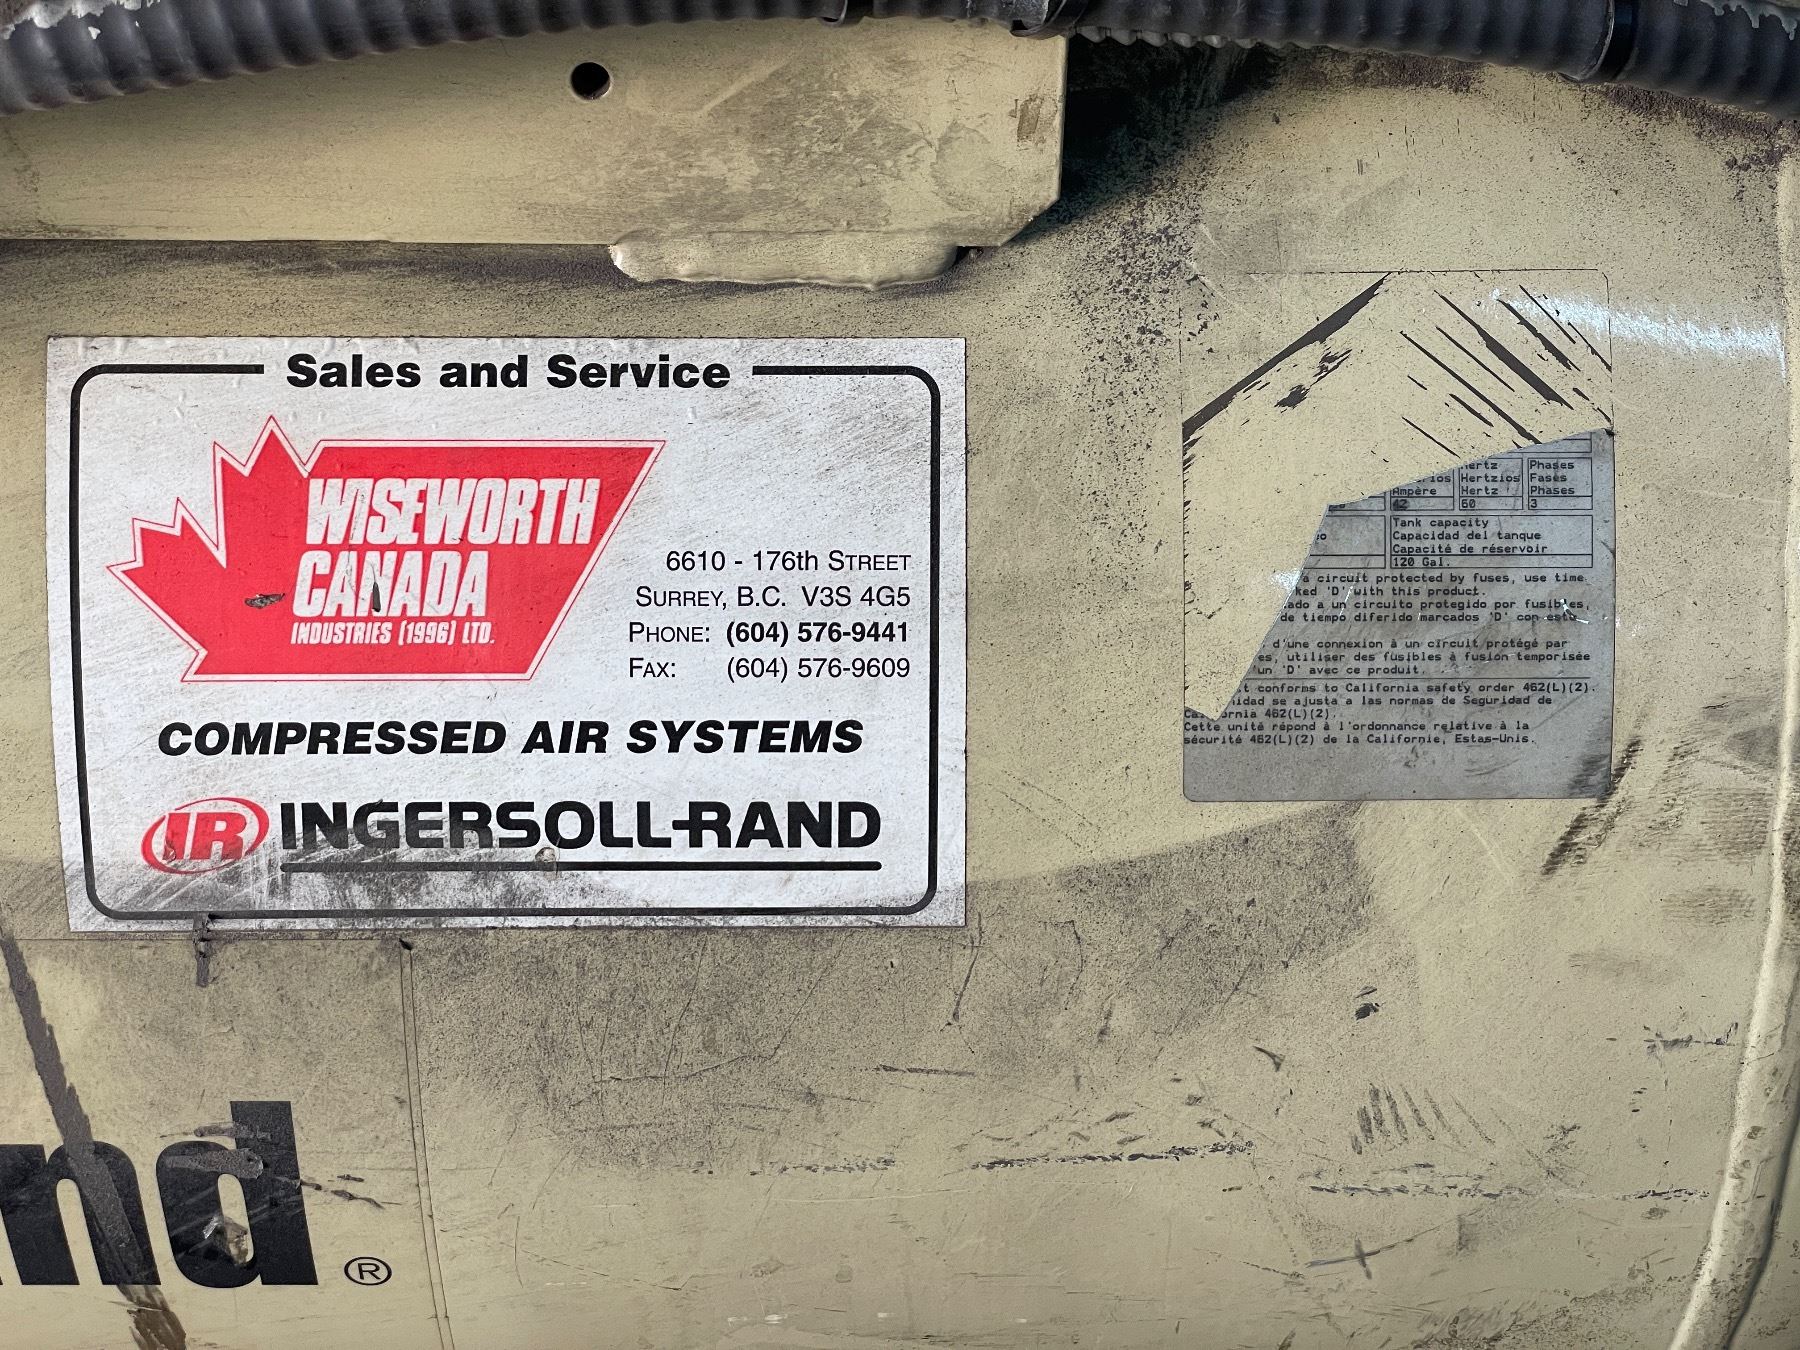 Sales and Service
WISEWORTH
CANADA
INDUSTRIES (1996) LTD.
6610 - 176th STREET
SURREY, B.C. V3S 4G5
PHONE: (604) 576-9441
FAX: (604) 576-9609
COMPRESSED AIR SYSTEMS
IR INGERSOLL-RAND
nd ®
Hertz Phases
Hertzios Fases
Ampère Hertz Phases
42 60 3
Tank capacity
Capacidad del tanque
Capacité de réservoir
120 Gal.
a circuit protected by fuses, use time
ked 'D' with this product.
ado a un circuito protegido por fusibles,
de tiempo diferido marcados 'D' con este
d'une connexion à un circuit protégé par
es, utiliser des fusibles à fusion temporisée
un 'D' avec ce produit.
t conforms to California safety order 462(L)(2).
idad se ajusta a las normas de Seguridad de
California 462(L)(2).
Cette unité répond à l'ordonnance relative à la
sécurité 462(L)(2) de la Californie, Estas-Unis.